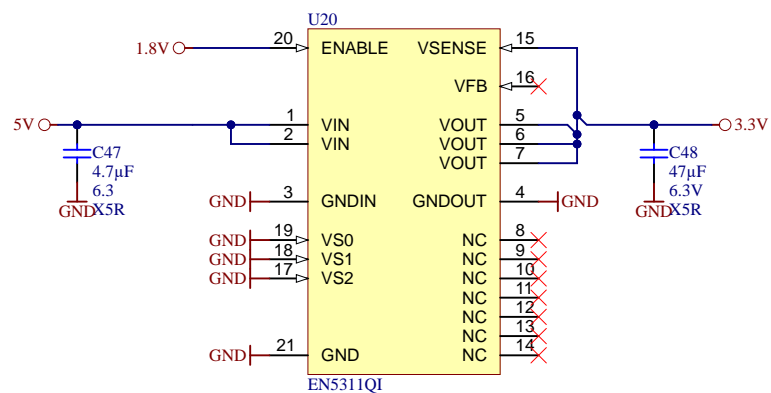 U20
1.8V 20 ENABLE VSENSE 15
VFB 16
5V 1 VIN VOUT 5 3.3V
2 VIN VOUT 6
VOUT 7
C47
4.7µF
6.3
X5R
GND
C48
47µF
6.3V
X5R
GND
GND 3 GNDIN GNDOUT 4 GND
GND 19 VS0 NC 8
GND 18 VS1 NC 9
GND 17 VS2 NC 10
NC 11
NC 12
NC 13
GND 21 GND NC 14
EN5311QI